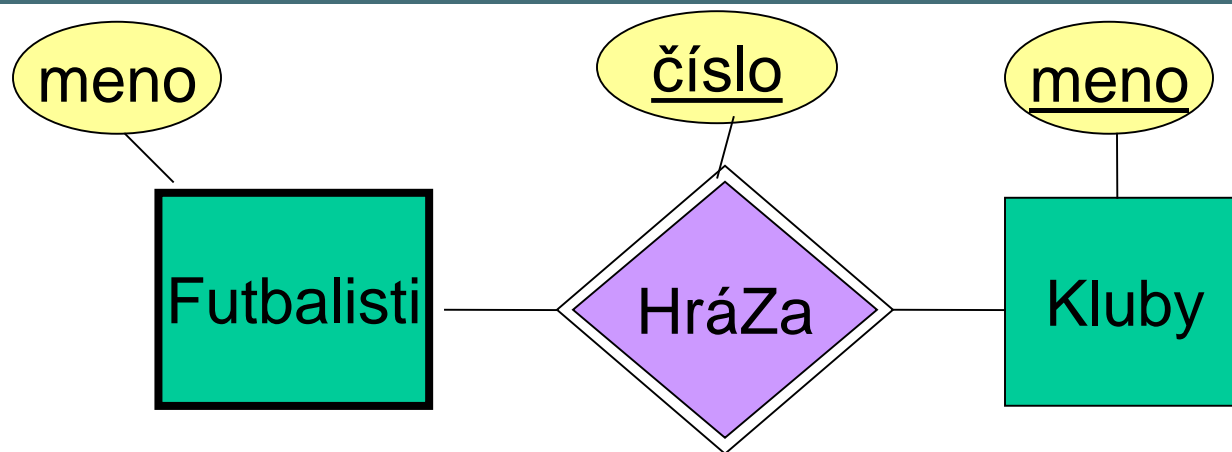 meno
číslo
meno
Futbalisti
HráZa
Kluby